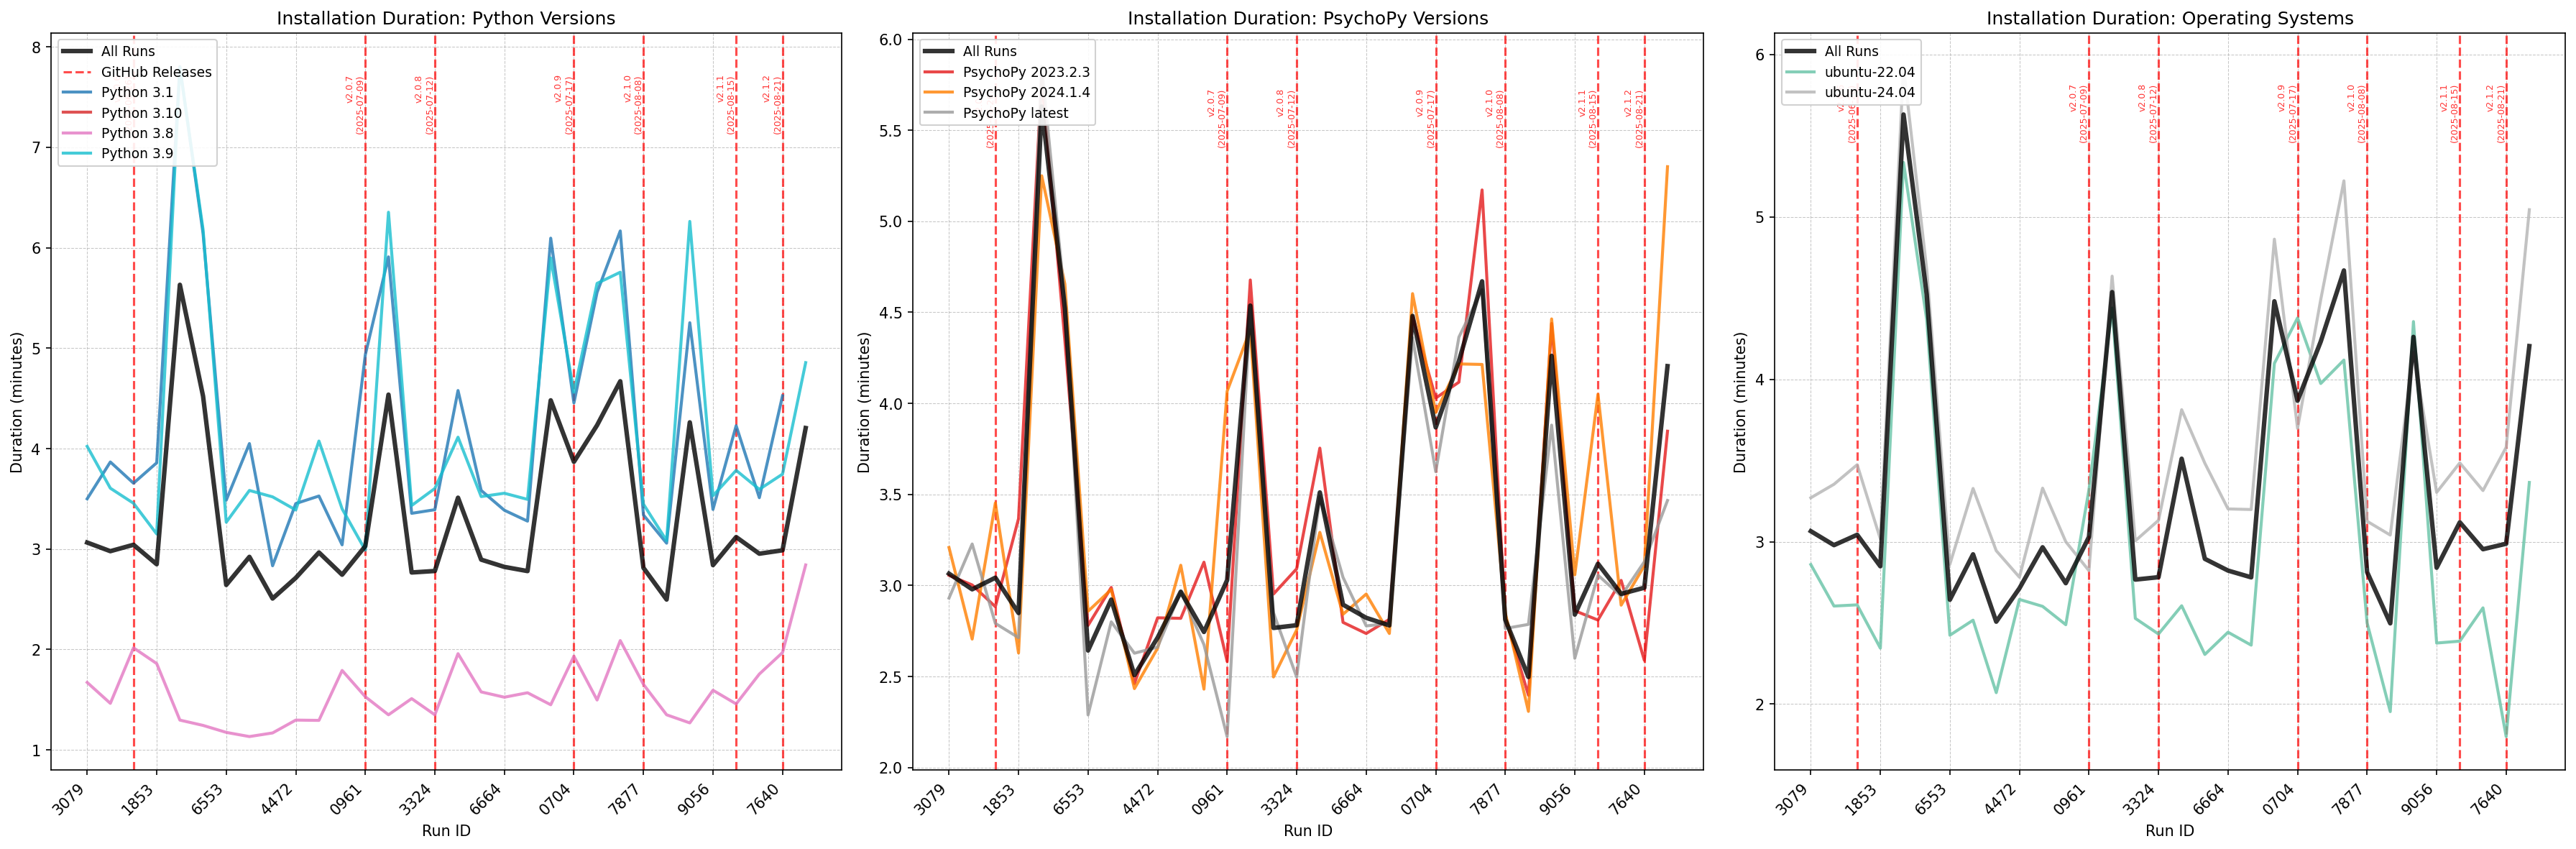 Installation Duration: Python Versions
All Runs
GitHub Releases
Python 3.1
Python 3.10
Python 3.8
Python 3.9
v2.0.7
(2025-07-09)
v2.0.8
(2025-07-12)
v2.0.9
(2025-07-17)
v2.1.0
(2025-08-08)
v2.1.1
(2025-08-15)
v2.1.2
(2025-08-21)
Duration (minutes)
8
7
6
5
4
3
2
1
3079
1853
6553
4472
0961
3324
6664
0704
7877
9056
7640
Run ID
Installation Duration: PsychoPy Versions
All Runs
PsychoPy 2023.2.3
PsychoPy 2024.1.4
PsychoPy latest
(2025
v2.0.7
(2025-07-09)
v2.0.8
(2025-07-12)
v2.0.9
(2025-07-17)
v2.1.0
(2025-08-08)
v2.1.1
(2025-08-15)
v2.1.2
(2025-08-21)
Duration (minutes)
6.0
5.5
5.0
4.5
4.0
3.5
3.0
2.5
2.0
3079
1853
6553
4472
0961
3324
6664
0704
7877
9056
7640
Run ID
Installation Duration: Operating Systems
All Runs
ubuntu-22.04
ubuntu-24.04
v2.0.7
(2025-07-09)
v2.0.8
(2025-07-12)
v2.0.9
(2025-07-17)
v2.1.0
(2025-08-08)
v2.1.1
(2025-08-15)
v2.1.2
(2025-08-21)
Duration (minutes)
6
5
4
3
2
3079
1853
6553
4472
0961
3324
6664
0704
7877
9056
7640
Run ID